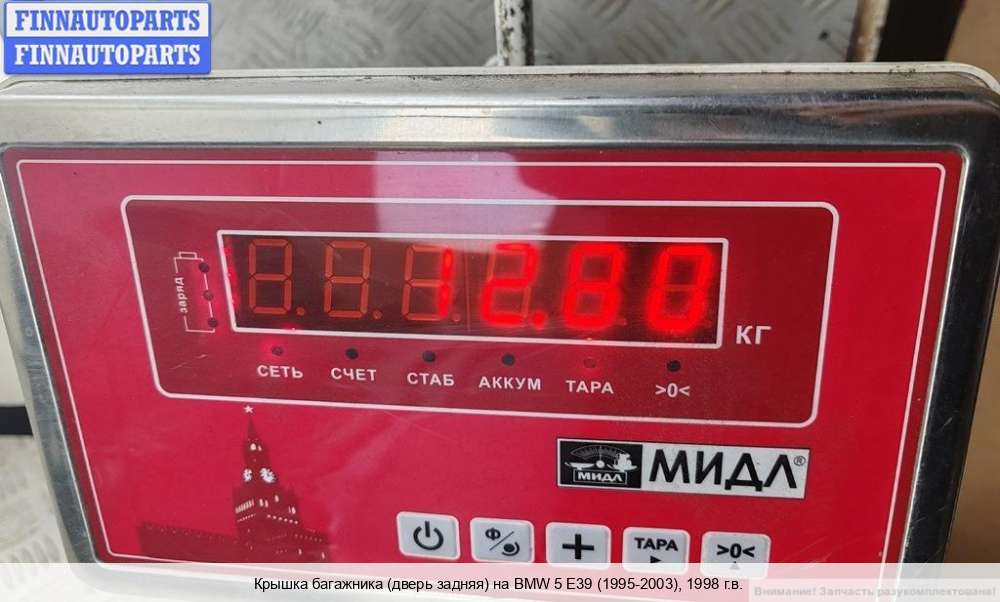 FINNAUTOPARTS
FINNAUTOPARTS
заряд
12.80
КГ
СЕТЬ СЧЕТ СТАБ АККУМ ТАРА >0<
МИДЛ МИДЛ®
Ф/ + ТАРА >0<
Крышка багажника (дверь задняя) на BMW 5 E39 (1995-2003), 1998 г.в.
Внимание! Запчасть разукомплектована!